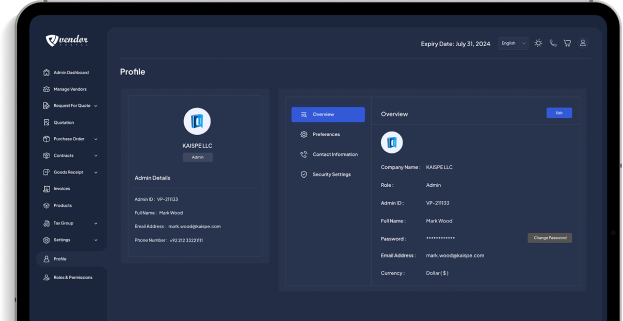 vendor
PORTAL
Expiry Date: July 31, 2024
English
Admin Dashboard
Manage Vendors
Request For Quote
Quotation
Purchase Order
Contracts
Goods Receipt
Invoices
Products
Tax Group
Settings
Profile
Roles & Permissions
Profile
KAISPE LLC
Admin
Admin Details
Admin ID : VP-211133
Full Name : Mark Wood
Email Address : mark.wood@kaispe.com
Phone Number : +92 212 3323111
Overview
Preferences
Contact Information
Security Settings
Overview
Edit
Company Name : KAISPE LLC
Role : Admin
Admin ID : VP-211133
Full Name : Mark Wood
Password : ************
Change Password
Email Address : mark.wood@kaispe.com
Currency : Dollar ( $ )